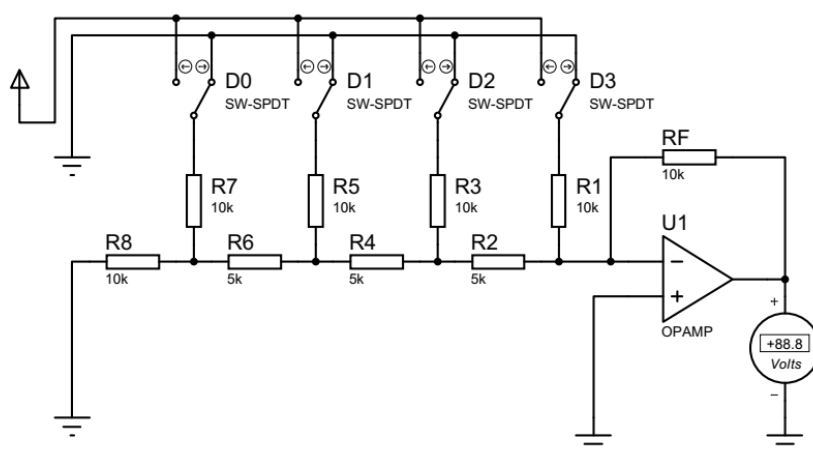 D0
SW-SPDT
D1
SW-SPDT
D2
SW-SPDT
D3
SW-SPDT
RF
10k
R7
10k
R5
10k
R3
10k
R1
10k
U1
R8
10k
R6
5k
R4
5k
R2
5k
OPAMP
+
+88.8
Volts
−
−
+